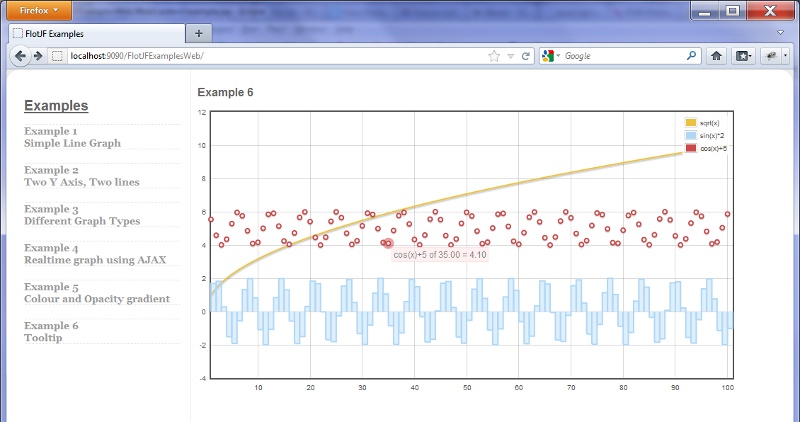 Firefox
FlotJF Examples
localhost:9090/FlotJFExamplesWeb/
Google
Examples
Example 1
Simple Line Graph
Example 2
Two Y Axis, Two lines
Example 3
Different Graph Types
Example 4
Realtime graph using AJAX
Example 5
Colour and Opacity gradient
Example 6
Tooltip
Example 6
12
10
8
6
4
2
0
-2
-4
10 20 30 40 50 60 70 80 90 100
sqrt(x)
sin(x)*2
cos(x)+5
cos(x)+5 of 35.00 = 4.10